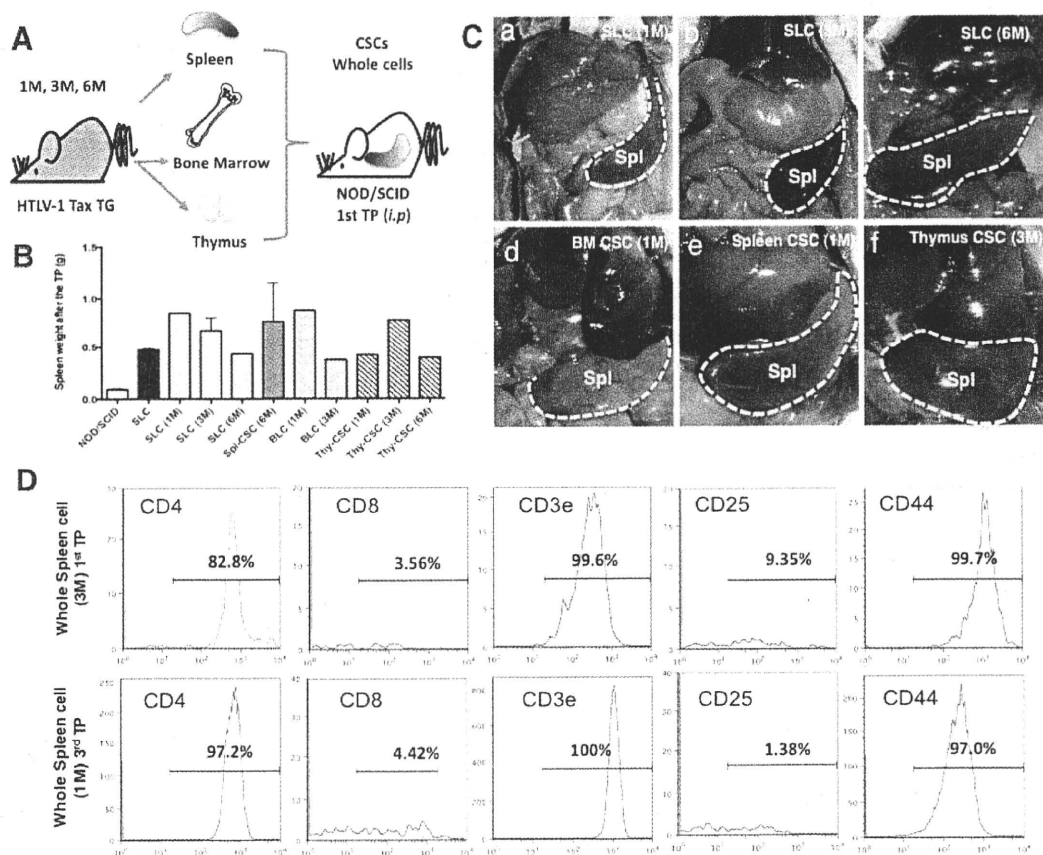 A
1M, 3M, 6M
HTLV-1 Tax TG
Spleen
Bone Marrow
Thymus
CSCs
Whole cells
NOD/SCID
1st TP (i.p)
B
Spleen weight after the TP (g)
1.5
1.0
0.5
0.0
NOD/SCID
SLC
SLC (1M)
SLC (3M)
SLC (6M)
Spl-CSC (6M)
BLC (1M)
BLC (3M)
Thy-CSC (1M)
Thy-CSC (3M)
Thy-CSC (6M)
C
a
SLC (1M)
Spl
b
Spl
SLC (6M)
Spl
d
BM CSC (1M)
Spl
e
Spleen CSC (1M)
Spl
f
Thymus CSC (3M)
Spl
D
Whole Spleen cell
(3M) 1st TP
CD4
82.8%
CD8
3.56%
CD3e
99.6%
CD25
9.35%
CD44
99.7%
Whole Spleen cell
(1M) 3rd TP
CD4
97.2%
CD8
4.42%
CD3e
100%
CD25
1.38%
CD44
97.0%